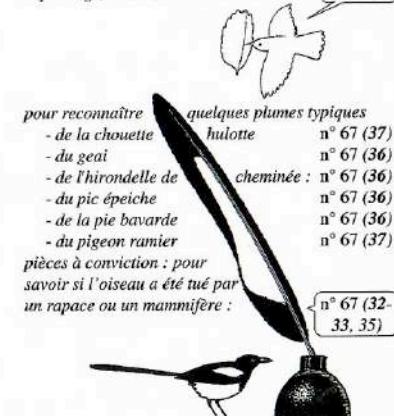 pour reconnaître quelques plumes typiques
- de la chouette hulotte n° 67 (37)
- du geai n° 67 (36)
- de l'hirondelle de cheminée : n° 67 (36)
- du pic épeiche n° 67 (36)
- de la pie bavarde n° 67 (36)
- du pigeon ramier n° 67 (37)
pièces à conviction : pour
savoir si l'oiseau a été tué par
un rapace ou un mammifère : n° 67 (32-
33, 35)